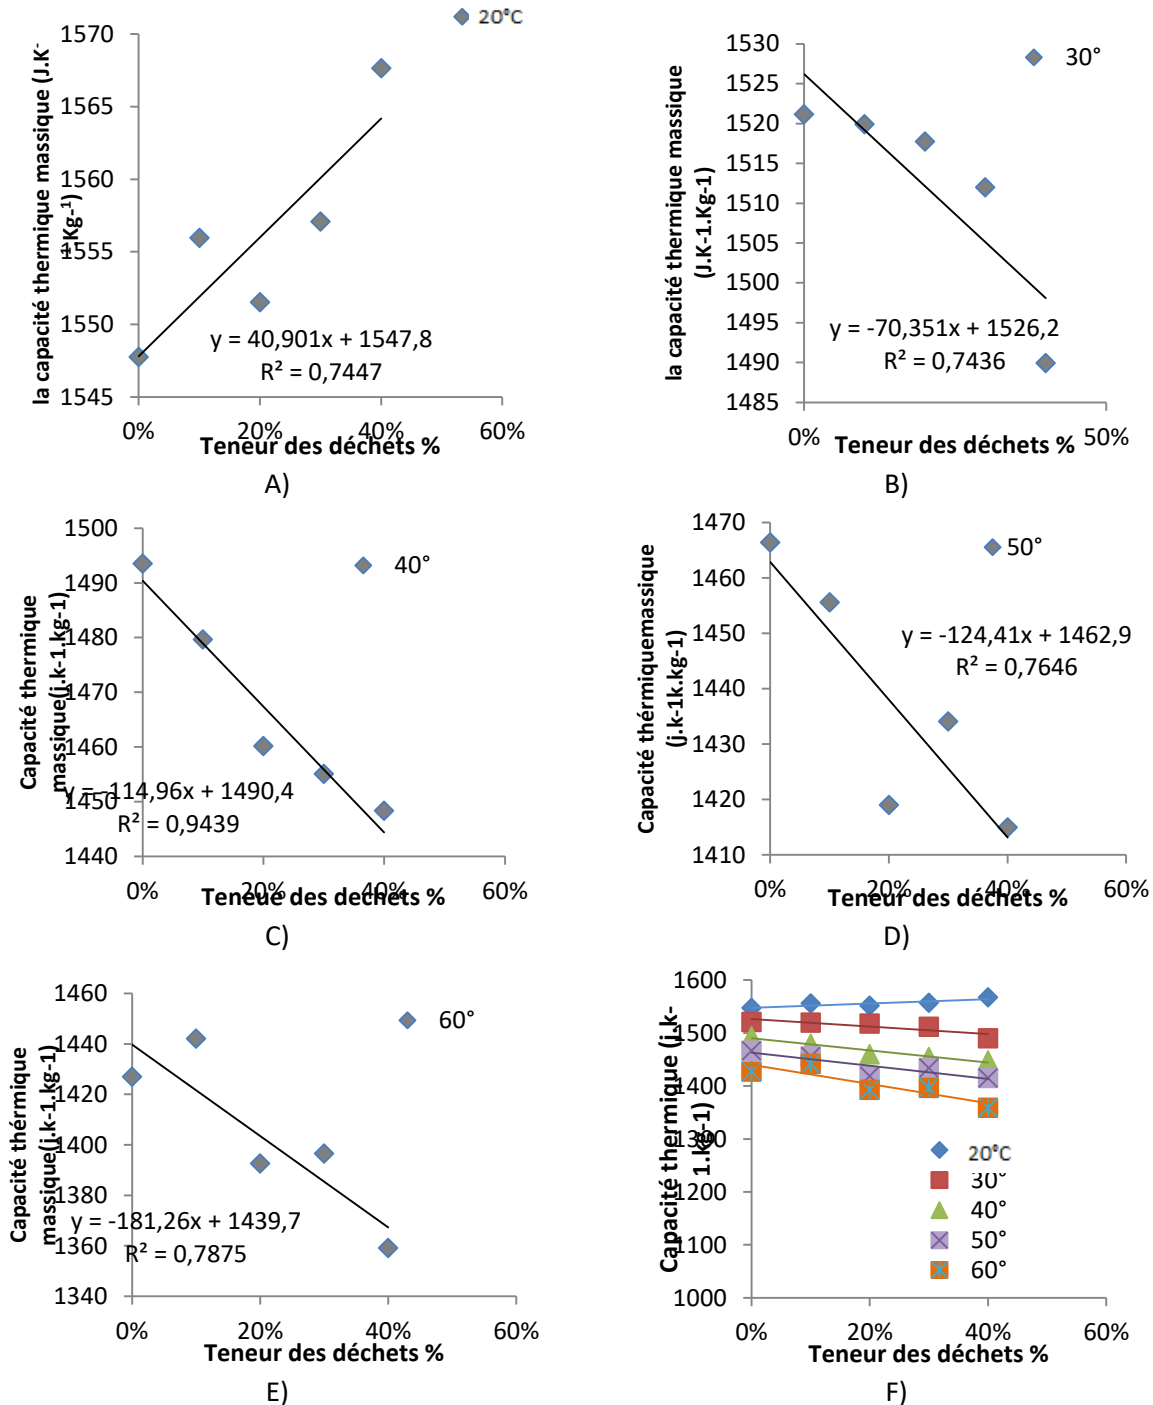 20°C
la capacité thermique massique (J.K-
1Kg-1)
1570
1565
1560
1555
1550
1545
y = 40,901x + 1547,8
R² = 0,7447
0% 20% 40% 60%
Teneur des déchets %
A)
30°
la capacité thermique massique
(J.K-1.Kg-1)
1530
1525
1520
1515
1510
1505
1500
1495
1490
1485
y = -70,351x + 1526,2
R² = 0,7436
0% 50%
Teneur des déchets %
B)
40°
Capacité thermique
massique(j.k-1.kg-1)
1500
1490
1480
1470
1460
1450
1440
y = -114,96x + 1490,4
R² = 0,9439
0% 20% 40% 60%
Teneue des dechets %
C)
50°
Capacité thérmiquemassique
(j.k-1k.kg-1)
1470
1460
1450
1440
1430
1420
1410
y = -124,41x + 1462,9
R² = 0,7646
0% 20% 40% 60%
Teneur des déchets %
D)
60°
Capacité thérmique
massique(j.k-1.kg-1)
1460
1440
1420
1400
1380
1360
1340
y = -181,26x + 1439,7
R² = 0,7875
0% 20% 40% 60%
Teneur des déchets %
E)
Capacité thermique (j.k-
1.kg-1)
1600
1500
1400
1300
1200
1100
1000
20°C
30°
40°
50°
60°
0% 20% 40% 60%
Teneur des déchets %
F)